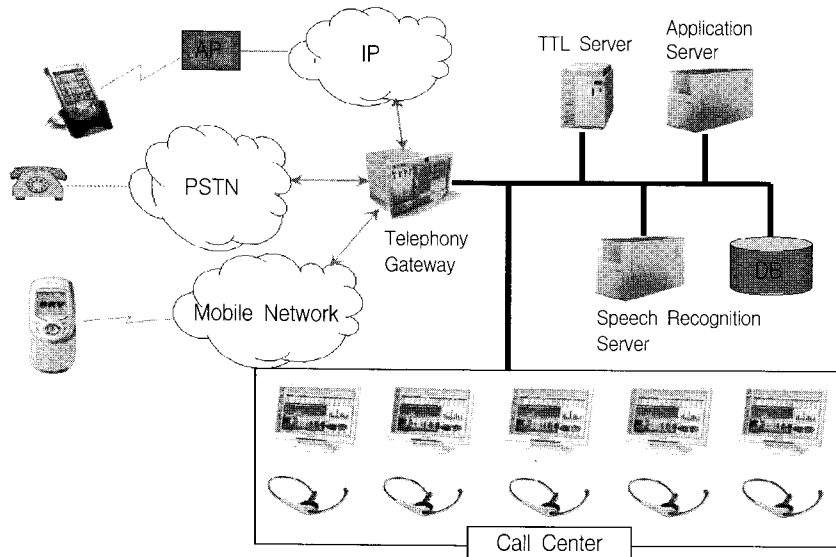 AP
IP
TTL Server
Application
Server
PSTN
Telephony
Gateway
Mobile Network
DB
Speech Recognition
Server
Call Center